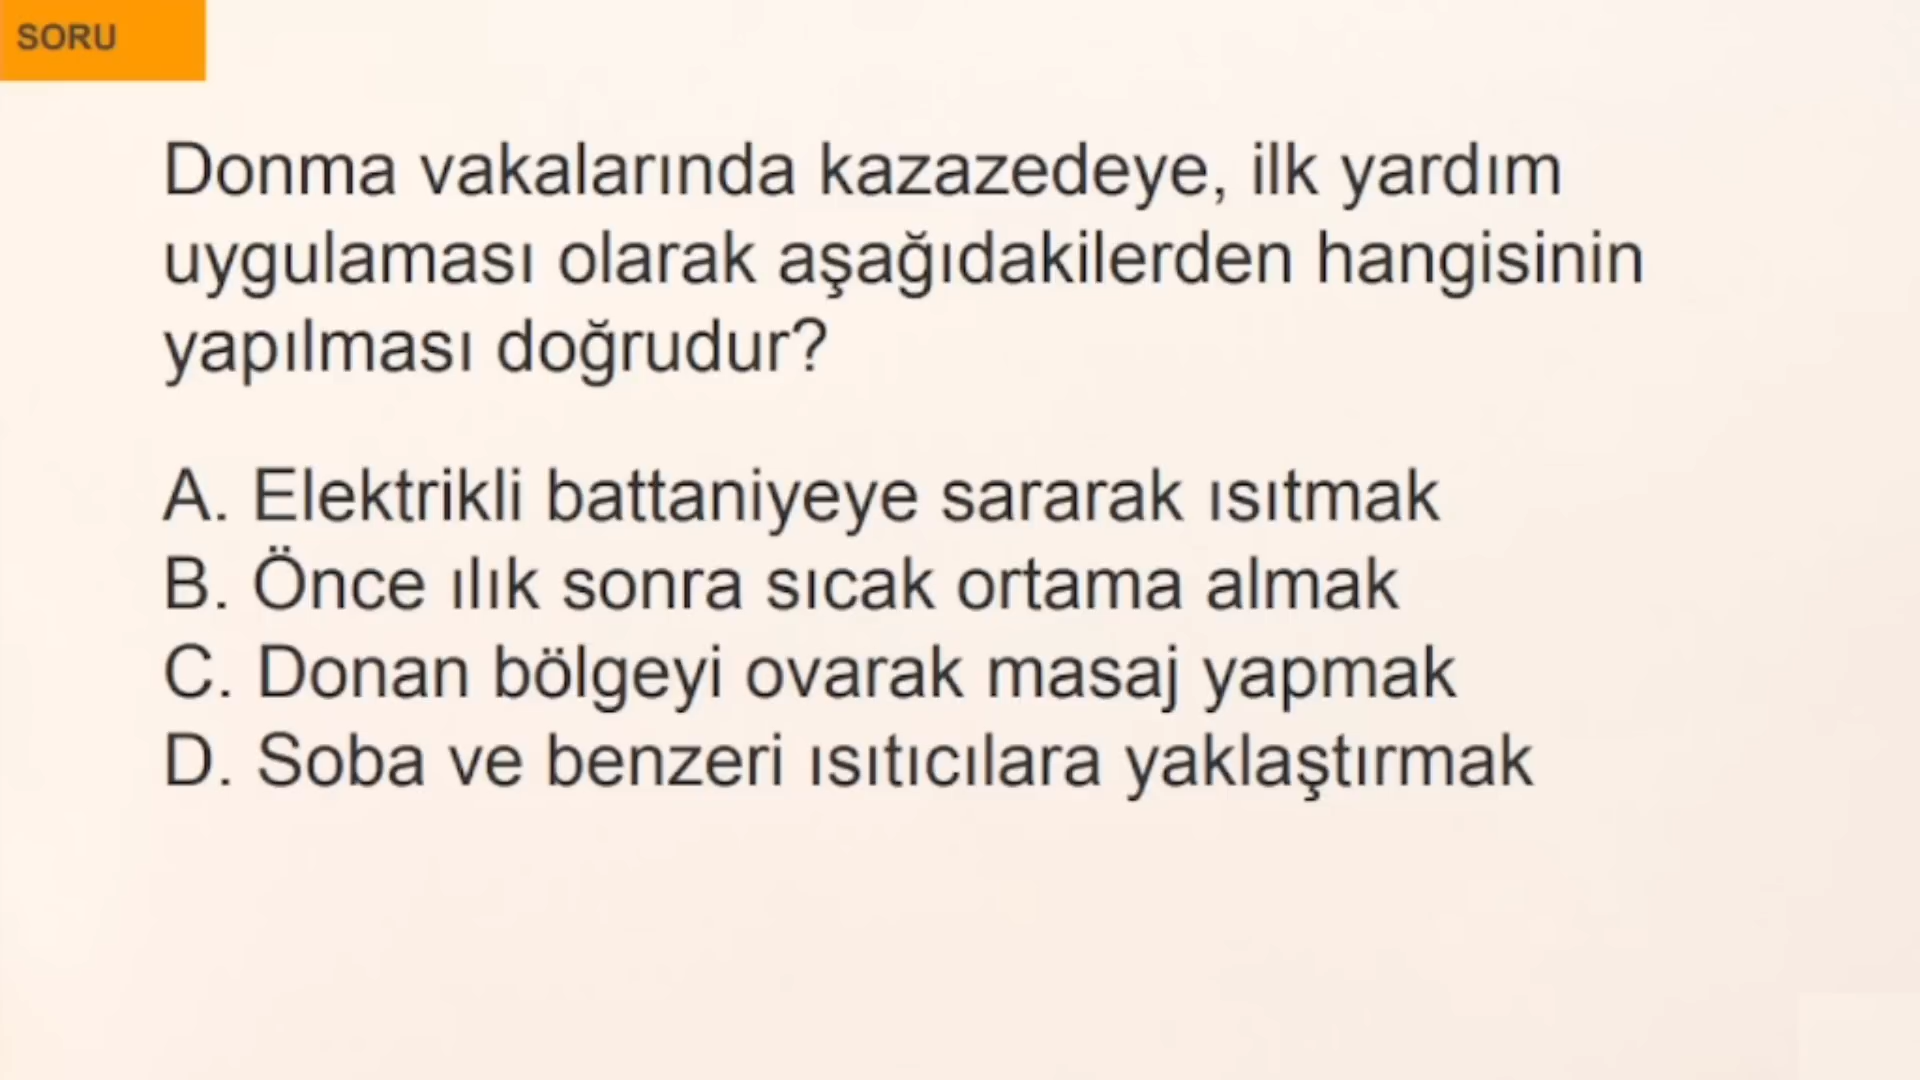 SORU
Donma vakalarında kazazedeye, ilk yardım
uygulaması olarak aşağıdakilerden hangisinin
yapılması doğrudur?
A. Elektrikli battaniyeye sararak ısıtmak
B. Önce ılık sonra sıcak ortama almak
C. Donan bölgeyi ovarak masaj yapmak
D. Soba ve benzeri ısıtıcılara yaklaştırmak